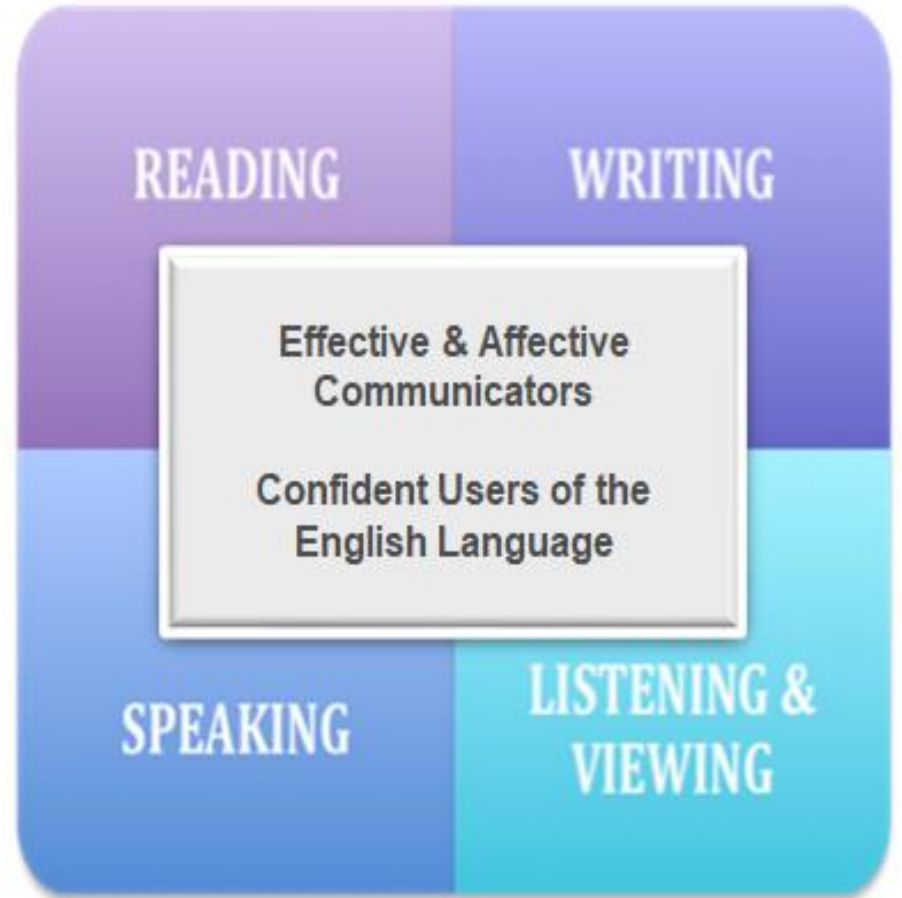 READING
WRITING
Effective & Affective
Communicators
Confident Users of the
English Language
SPEAKING
LISTENING &
VIEWING